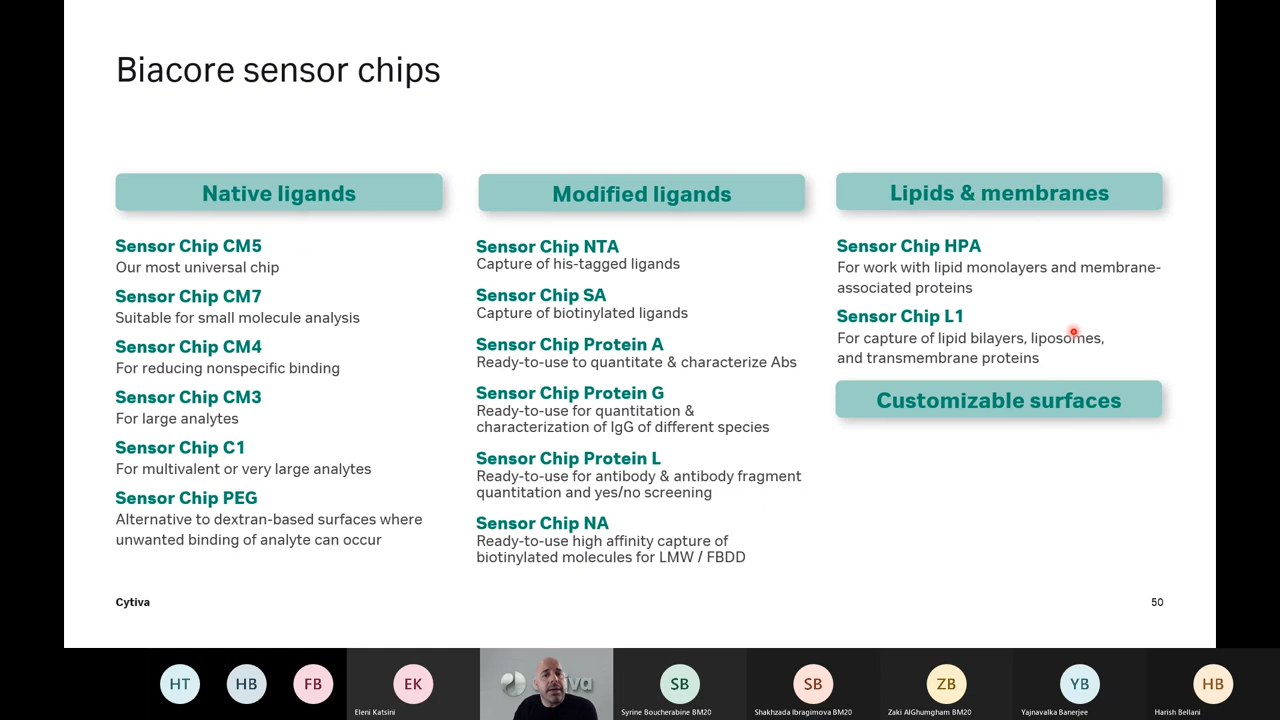 Biacore sensor chips
Native ligands
Sensor Chip CM5
Our most universal chip
Sensor Chip CM7
Suitable for small molecule analysis
Sensor Chip CM4
For reducing nonspecific binding
Sensor Chip CM3
For large analytes
Sensor Chip C1
For multivalent or very large analytes
Sensor Chip PEG
Alternative to dextran-based surfaces where
unwanted binding of analyte can occur
Modified ligands
Sensor Chip NTA
Capture of his-tagged ligands
Sensor Chip SA
Capture of biotinylated ligands
Sensor Chip Protein A
Ready-to-use to quantitate & characterize Abs
Sensor Chip Protein G
Ready-to-use for quantitation &
characterization of IgG of different species
Sensor Chip Protein L
Ready-to-use for antibody & antibody fragment
quantitation and yes/no screening
Sensor Chip NA
Ready-to-use high affinity capture of
biotinylated molecules for LMW / FBDD
Lipids & membranes
Sensor Chip HPA
For work with lipid monolayers and membrane-
associated proteins
Sensor Chip L1
For capture of lipid bilayers, liposomes,
and transmembrane proteins
Customizable surfaces
Cytiva
50
HT
HB
FB
EK
Eleni Katsini
SB
Syrine Boucherabine BM20
SB
Shakhzada Ibragimova BM20
ZB
Zaki AlGhumgham BM20
YB
Yajnavalka Banerjee
HB
Harish Bellani